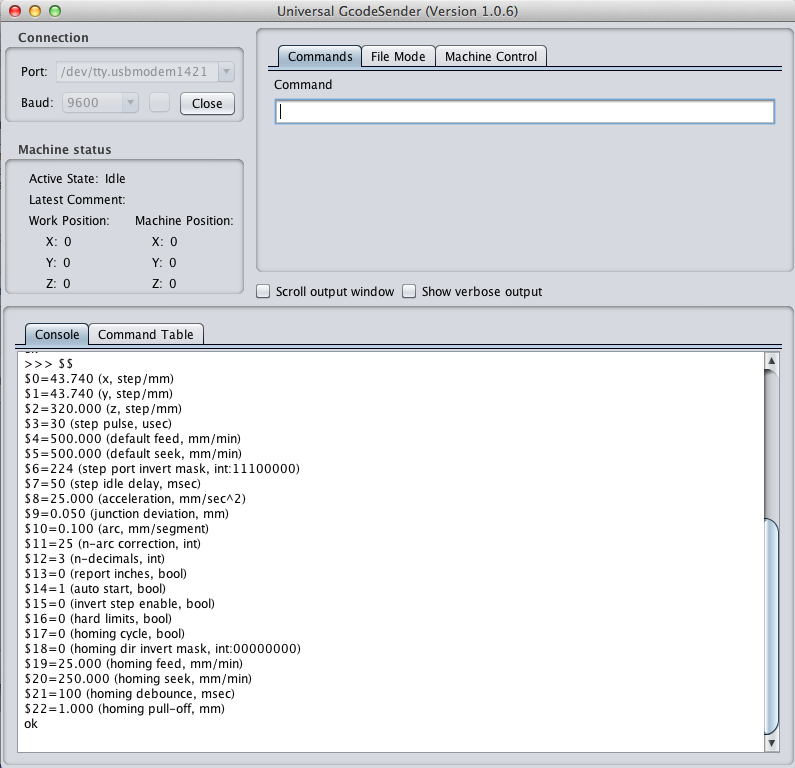 Universal GcodeSender (Version 1.0.6)
Connection
Port: /dev/tty.usbmodem1421
Baud: 9600 Close
Machine status
Active State: Idle
Latest Comment:
Work Position: Machine Position:
X: 0 X: 0
Y: 0 Y: 0
Z: 0 Z: 0
Commands File Mode Machine Control
Command
Scroll output window Show verbose output
Console Command Table
>>> $$
$0=43.740 (x, step/mm)
$1=43.740 (y, step/mm)
$2=320.000 (z, step/mm)
$3=30 (step pulse, usec)
$4=500.000 (default feed, mm/min)
$5=500.000 (default seek, mm/min)
$6=224 (step port invert mask, int:11100000)
$7=50 (step idle delay, msec)
$8=25.000 (acceleration, mm/sec^2)
$9=0.050 (junction deviation, mm)
$10=0.100 (arc, mm/segment)
$11=25 (n-arc correction, int)
$12=3 (n-decimals, int)
$13=0 (report inches, bool)
$14=1 (auto start, bool)
$15=0 (invert step enable, bool)
$16=0 (hard limits, bool)
$17=0 (homing cycle, bool)
$18=0 (homing dir invert mask, int:00000000)
$19=25.000 (homing feed, mm/min)
$20=250.000 (homing seek, mm/min)
$21=100 (homing debounce, msec)
$22=1.000 (homing pull-off, mm)
ok